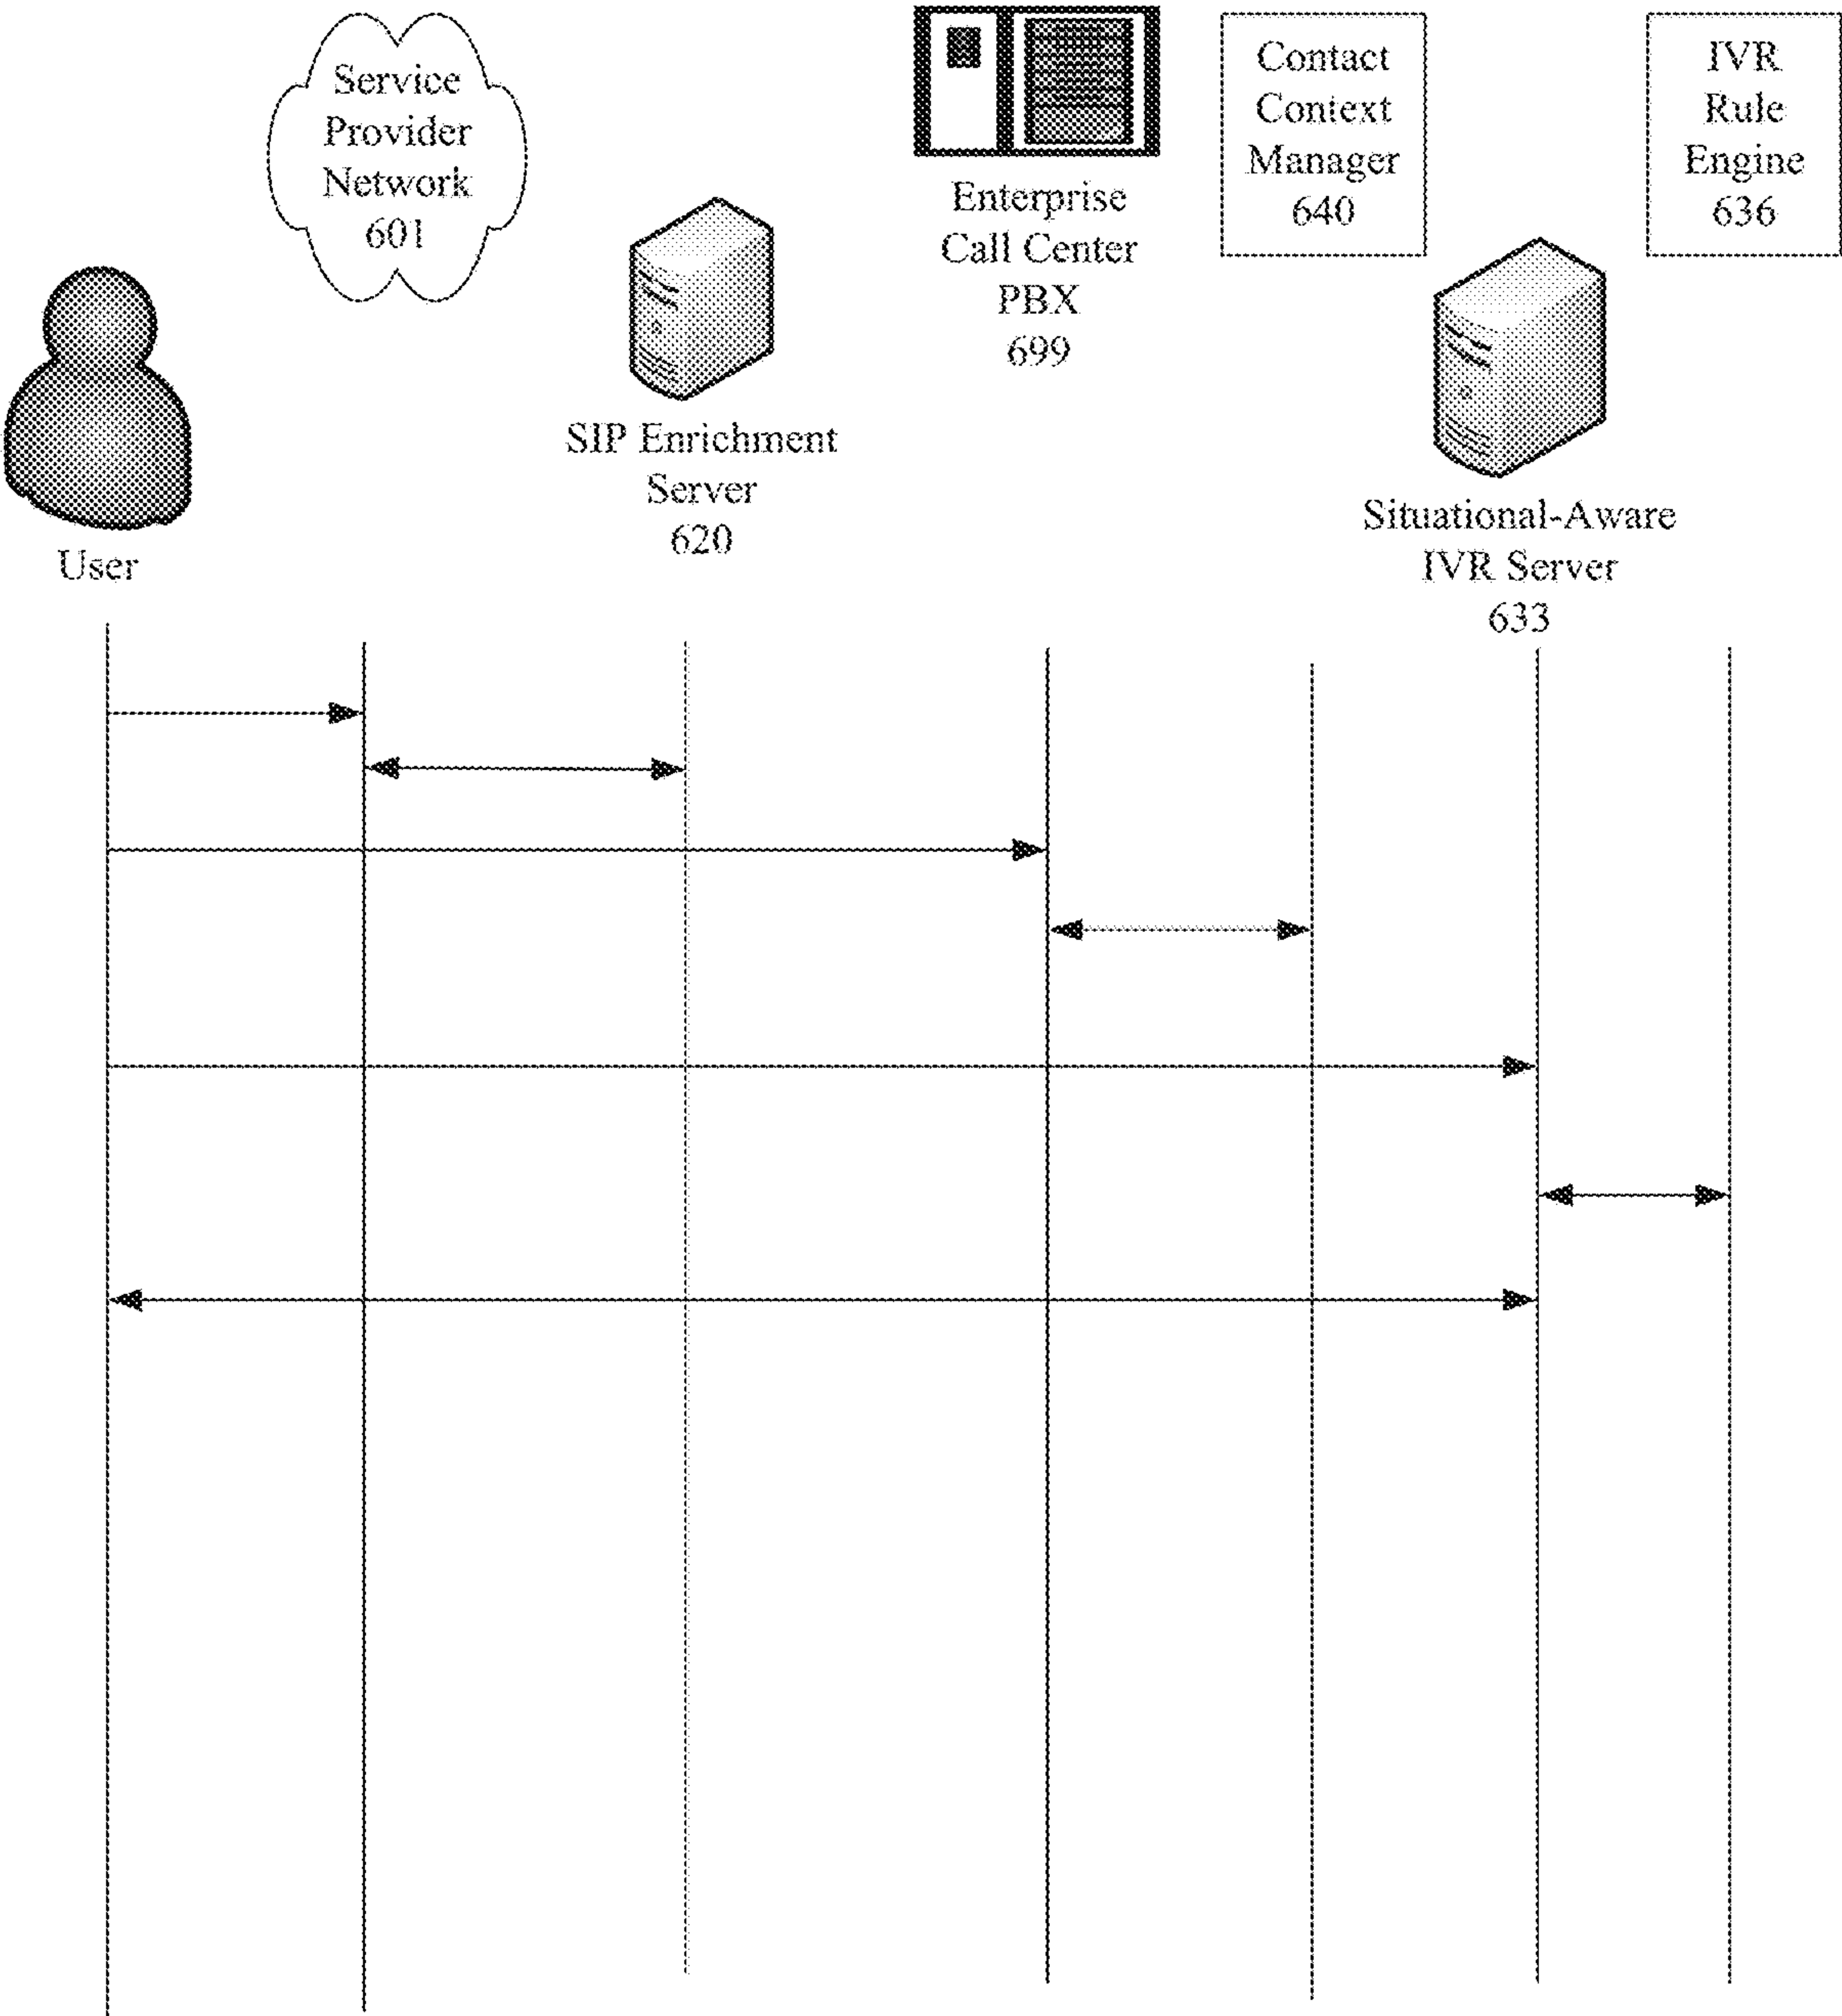 Service
Provider
Network
601
Contact
Context
Manager
640
IVR
Rule
Engine
636
Enterprise
Call Center
PBX
699
SIP Enrichment
Server
620
Situational-Aware
IVR Server
633
User